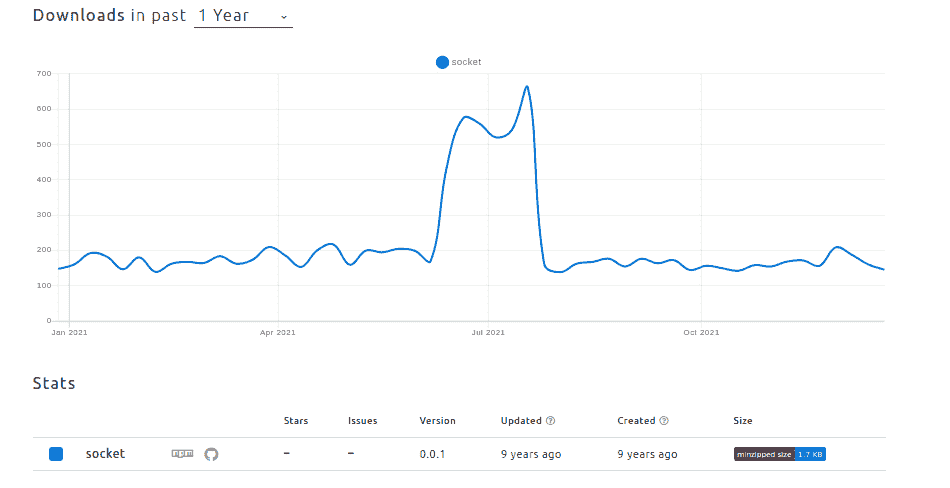 Downloads in past 1 Year
socket
700
600
500
400
300
200
100
0
Jan 2021 Apr 2021 Jul 2021 Oct 2021
Stats
Stars Issues Version Updated Created Size
socket npm – – 0.0.1 9 years ago 9 years ago minzipped size 1.7 KB